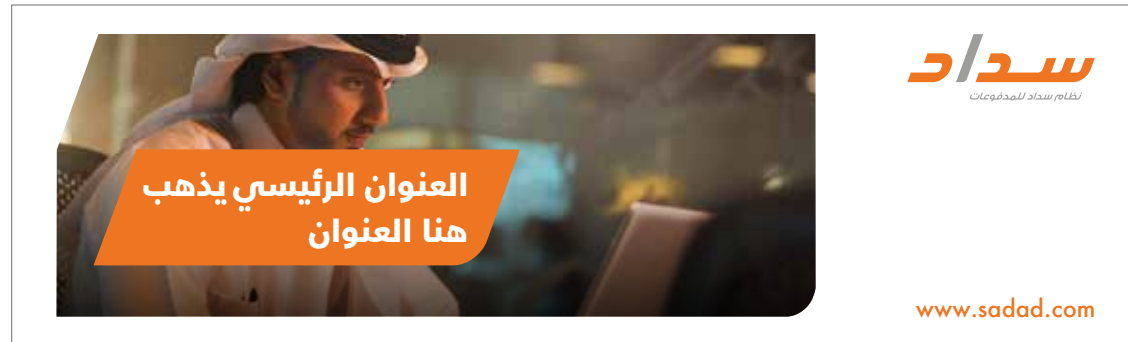 سداد
نظام سداد للمدفوعات
العنوان الرئيسي يذهب
هنا العنوان
www.sadad.com